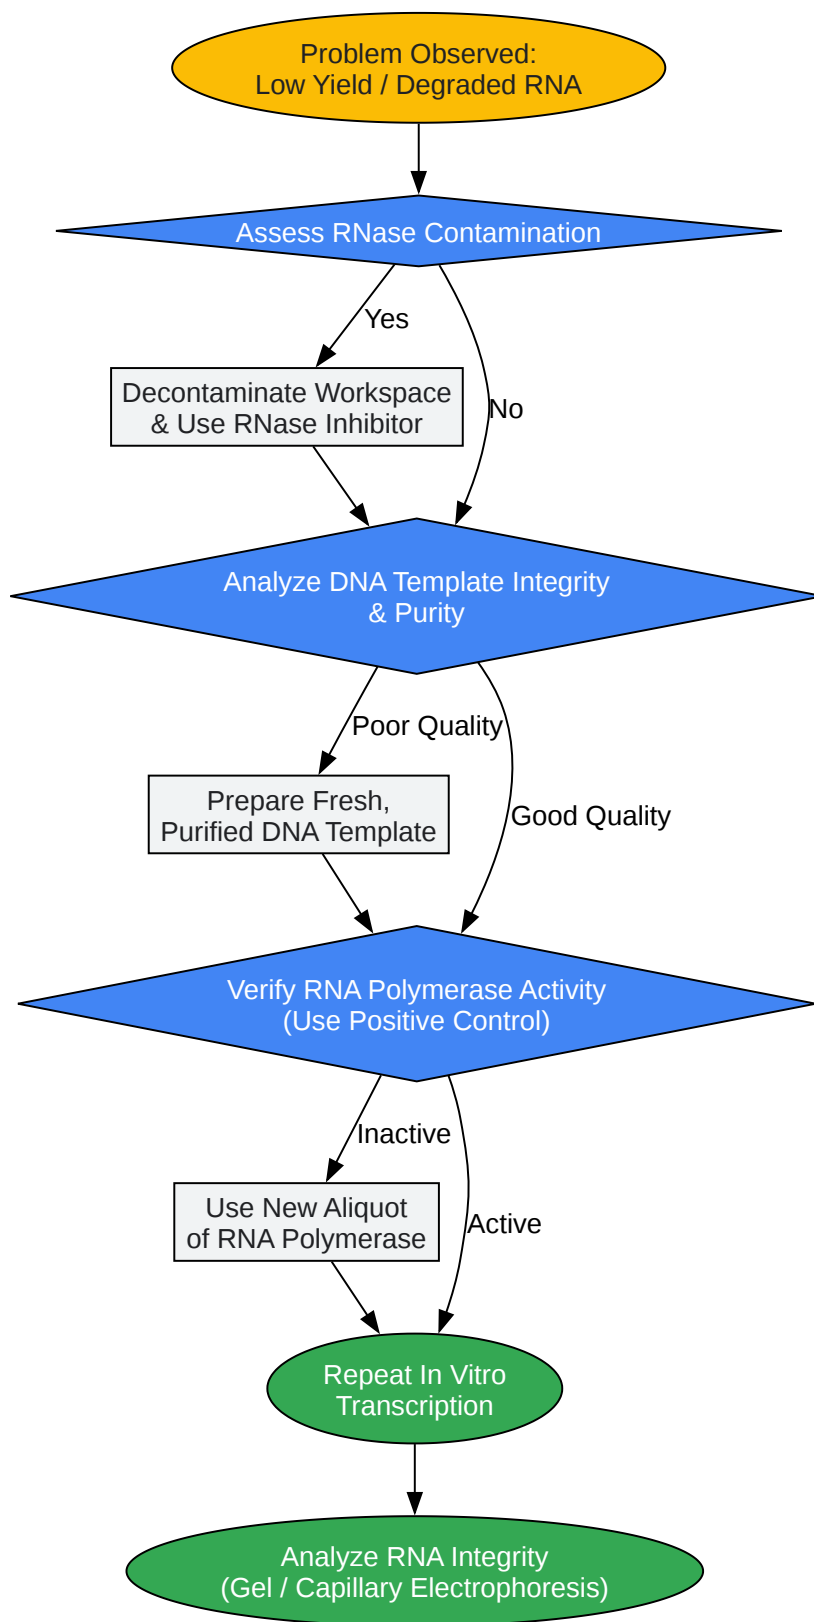 Problem Observed:
Low Yield / Degraded RNA
Assess RNase Contamination
Yes
Decontaminate Workspace
& Use RNase Inhibitor
No
Analyze DNA Template Integrity
& Purity
Poor Quality
Prepare Fresh,
Purified DNA Template
Good Quality
Verify RNA Polymerase Activity
(Use Positive Control)
Inactive
Use New Aliquot
of RNA Polymerase
Active
Repeat In Vitro
Transcription
Analyze RNA Integrity
(Gel / Capillary Electrophoresis)